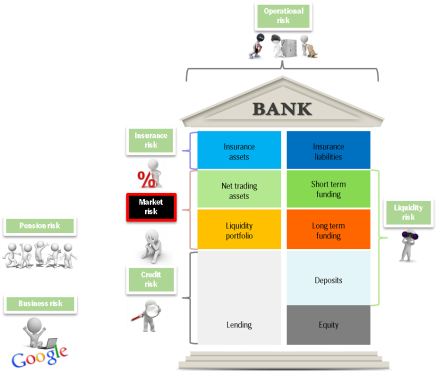 Operational
risk
BANK
Insurance
risk
Insurance
assets
Insurance
liabilities
%
Market
risk
Net trading
assets
Short term
funding
Liquidity
risk
Pension risk
Liquidity
portfolio
Long term
funding
Credit
risk
Deposits
Business risk
Lending
Equity
Google